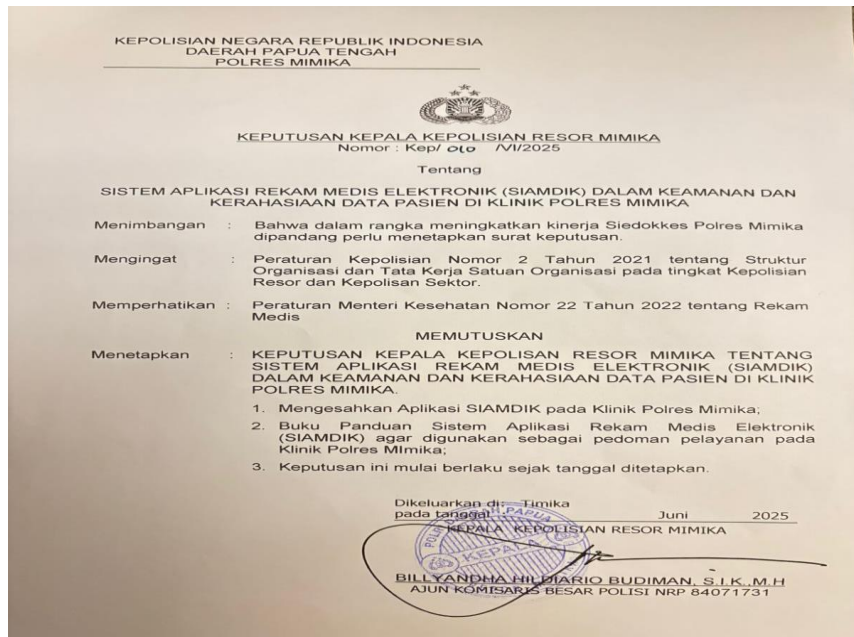 KEPOLISIAN NEGARA REPUBLIK INDONESIA
DAERAH PAPUA TENGAH
POLRES MIMIKA
KEPUTUSAN KEPALA KEPOLISIAN RESOR MIMIKA
Nomor : Kep/ 010 /VI/2025
Tentang
SISTEM APLIKASI REKAM MEDIS ELEKTRONIK (SIAMDIK) DALAM KEAMANAN DAN
KERAHASIAAN DATA PASIEN DI KLINIK POLRES MIMIKA
Menimbangan : Bahwa dalam rangka meningkatkan kinerja Siedokkes Polres Mimika
dipandang perlu menetapkan surat keputusan.
Mengingat : Peraturan Kepolisian Nomor 2 Tahun 2021 tentang Struktur
Organisasi dan Tata Kerja Satuan Organisasi pada tingkat Kepolisian
Resor dan Kepolisan Sektor.
Memperhatikan : Peraturan Menteri Kesehatan Nomor 22 Tahun 2022 tentang Rekam
Medis
MEMUTUSKAN
Menetapkan : KEPUTUSAN KEPALA KEPOLISAN RESOR MIMIKA TENTANG
SISTEM APLIKASI REKAM MEDIS ELEKTRONIK (SIAMDIK)
DALAM KEAMANAN DAN KERAHASIAAN DATA PASIEN DI KLINIK
POLRES MIMIKA.
1. Mengesahkan Aplikasi SIAMDIK pada Klinik Polres Mimika;
2. Buku Panduan Sistem Aplikasi Rekam Medis Elektronik
(SIAMDIK) agar digunakan sebagai pedoman pelayanan pada
Klinik Polres MImika;
3. Keputusan ini mulai berlaku sejak tanggal ditetapkan.
Dikeluarkan di: Timika
pada tanggal Juni 2025
KEPALA KEPOLISIAN RESOR MIMIKA
KEPALA
BILLYANDHA HILDIARIO BUDIMAN, S.I.K.,M.H
AJUN KOMISARIS BESAR POLISI NRP 84071731